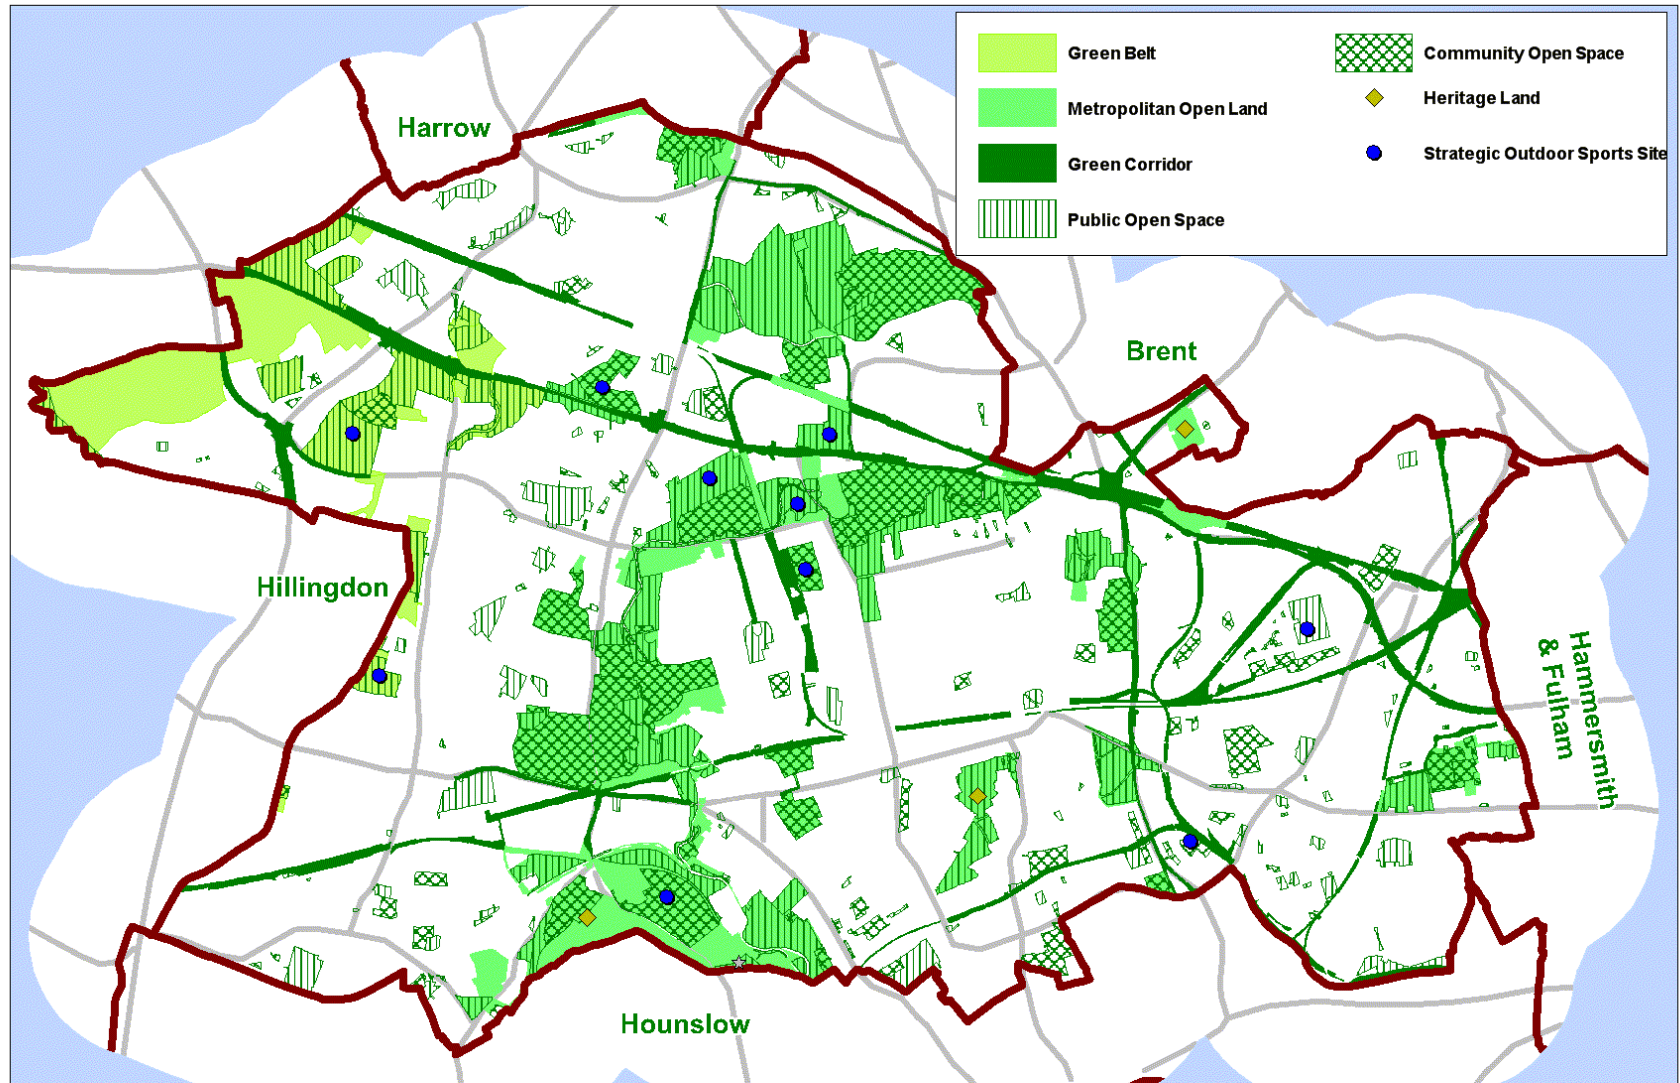 Green Belt
Metropolitan Open Land
Green Corridor
Public Open Space
Community Open Space
Heritage Land
Strategic Outdoor Sports Site
Harrow
Brent
Hillingdon
Hammersmith
& Fulham
Hounslow